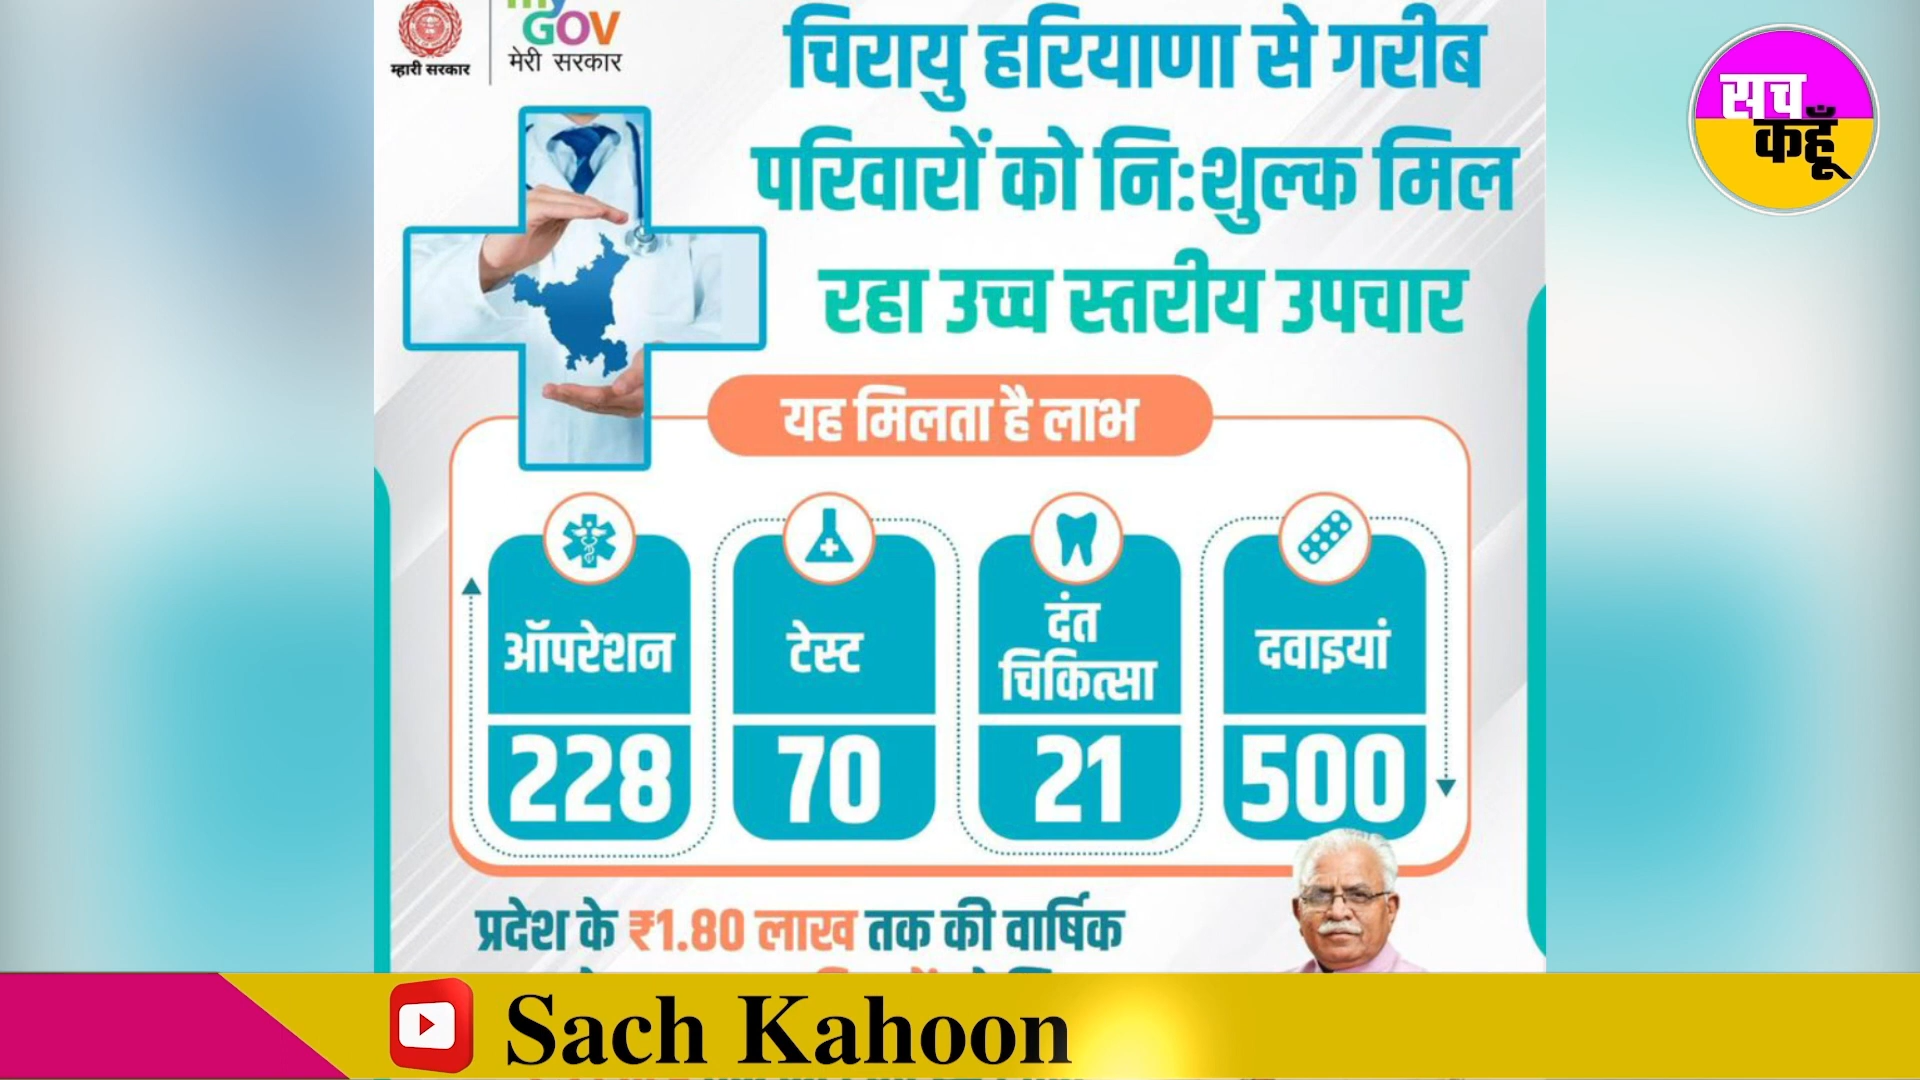 म्हारी सरकार
my
GOV
मेरी सरकार
चिरायु हरियाणा से गरीब
परिवारों को नि:शुल्क मिल
रहा उच्च स्तरीय उपचार
सच
कहूँ
यह मिलता है लाभ
ऑपरेशन
228
टेस्ट
70
दंत
चिकित्सा
21
दवाइयां
500
प्रदेश के ₹1.80 लाख तक की वार्षिक
Sach Kahoon